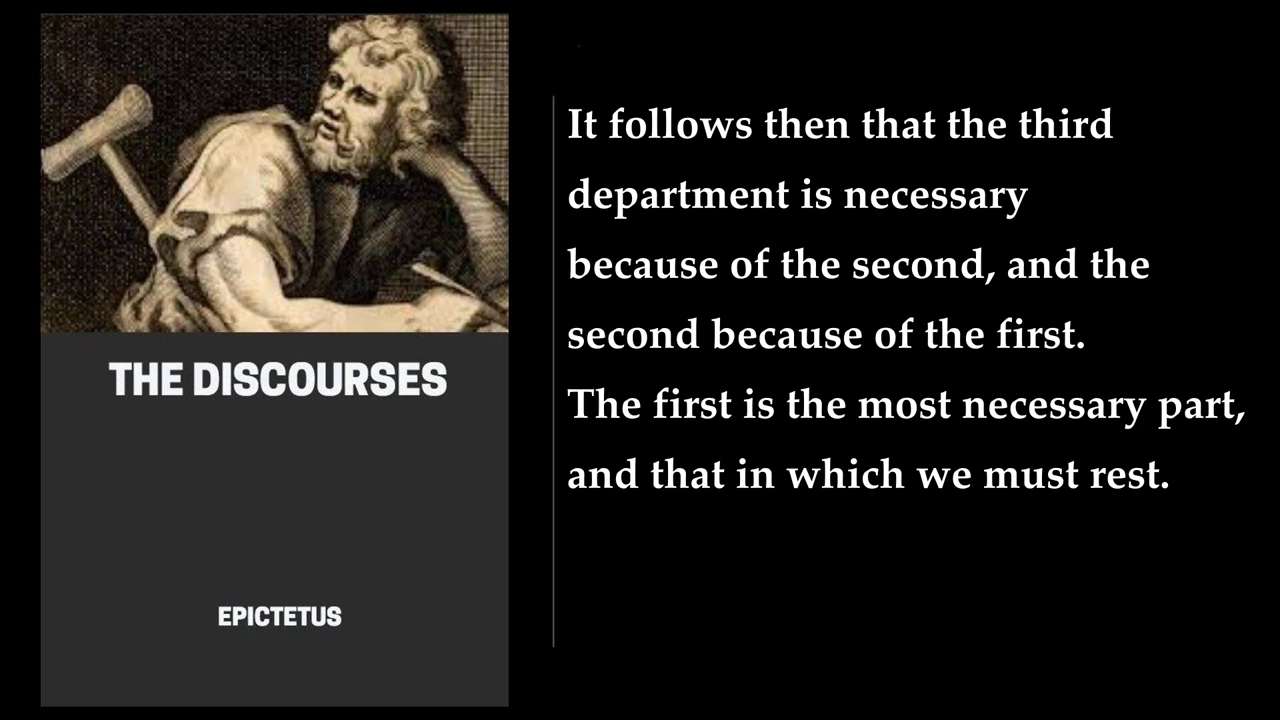 THE DISCOURSES
EPICTETUS
It follows then that the third
department is necessary
because of the second, and the
second because of the first.
The first is the most necessary part,
and that in which we must rest.